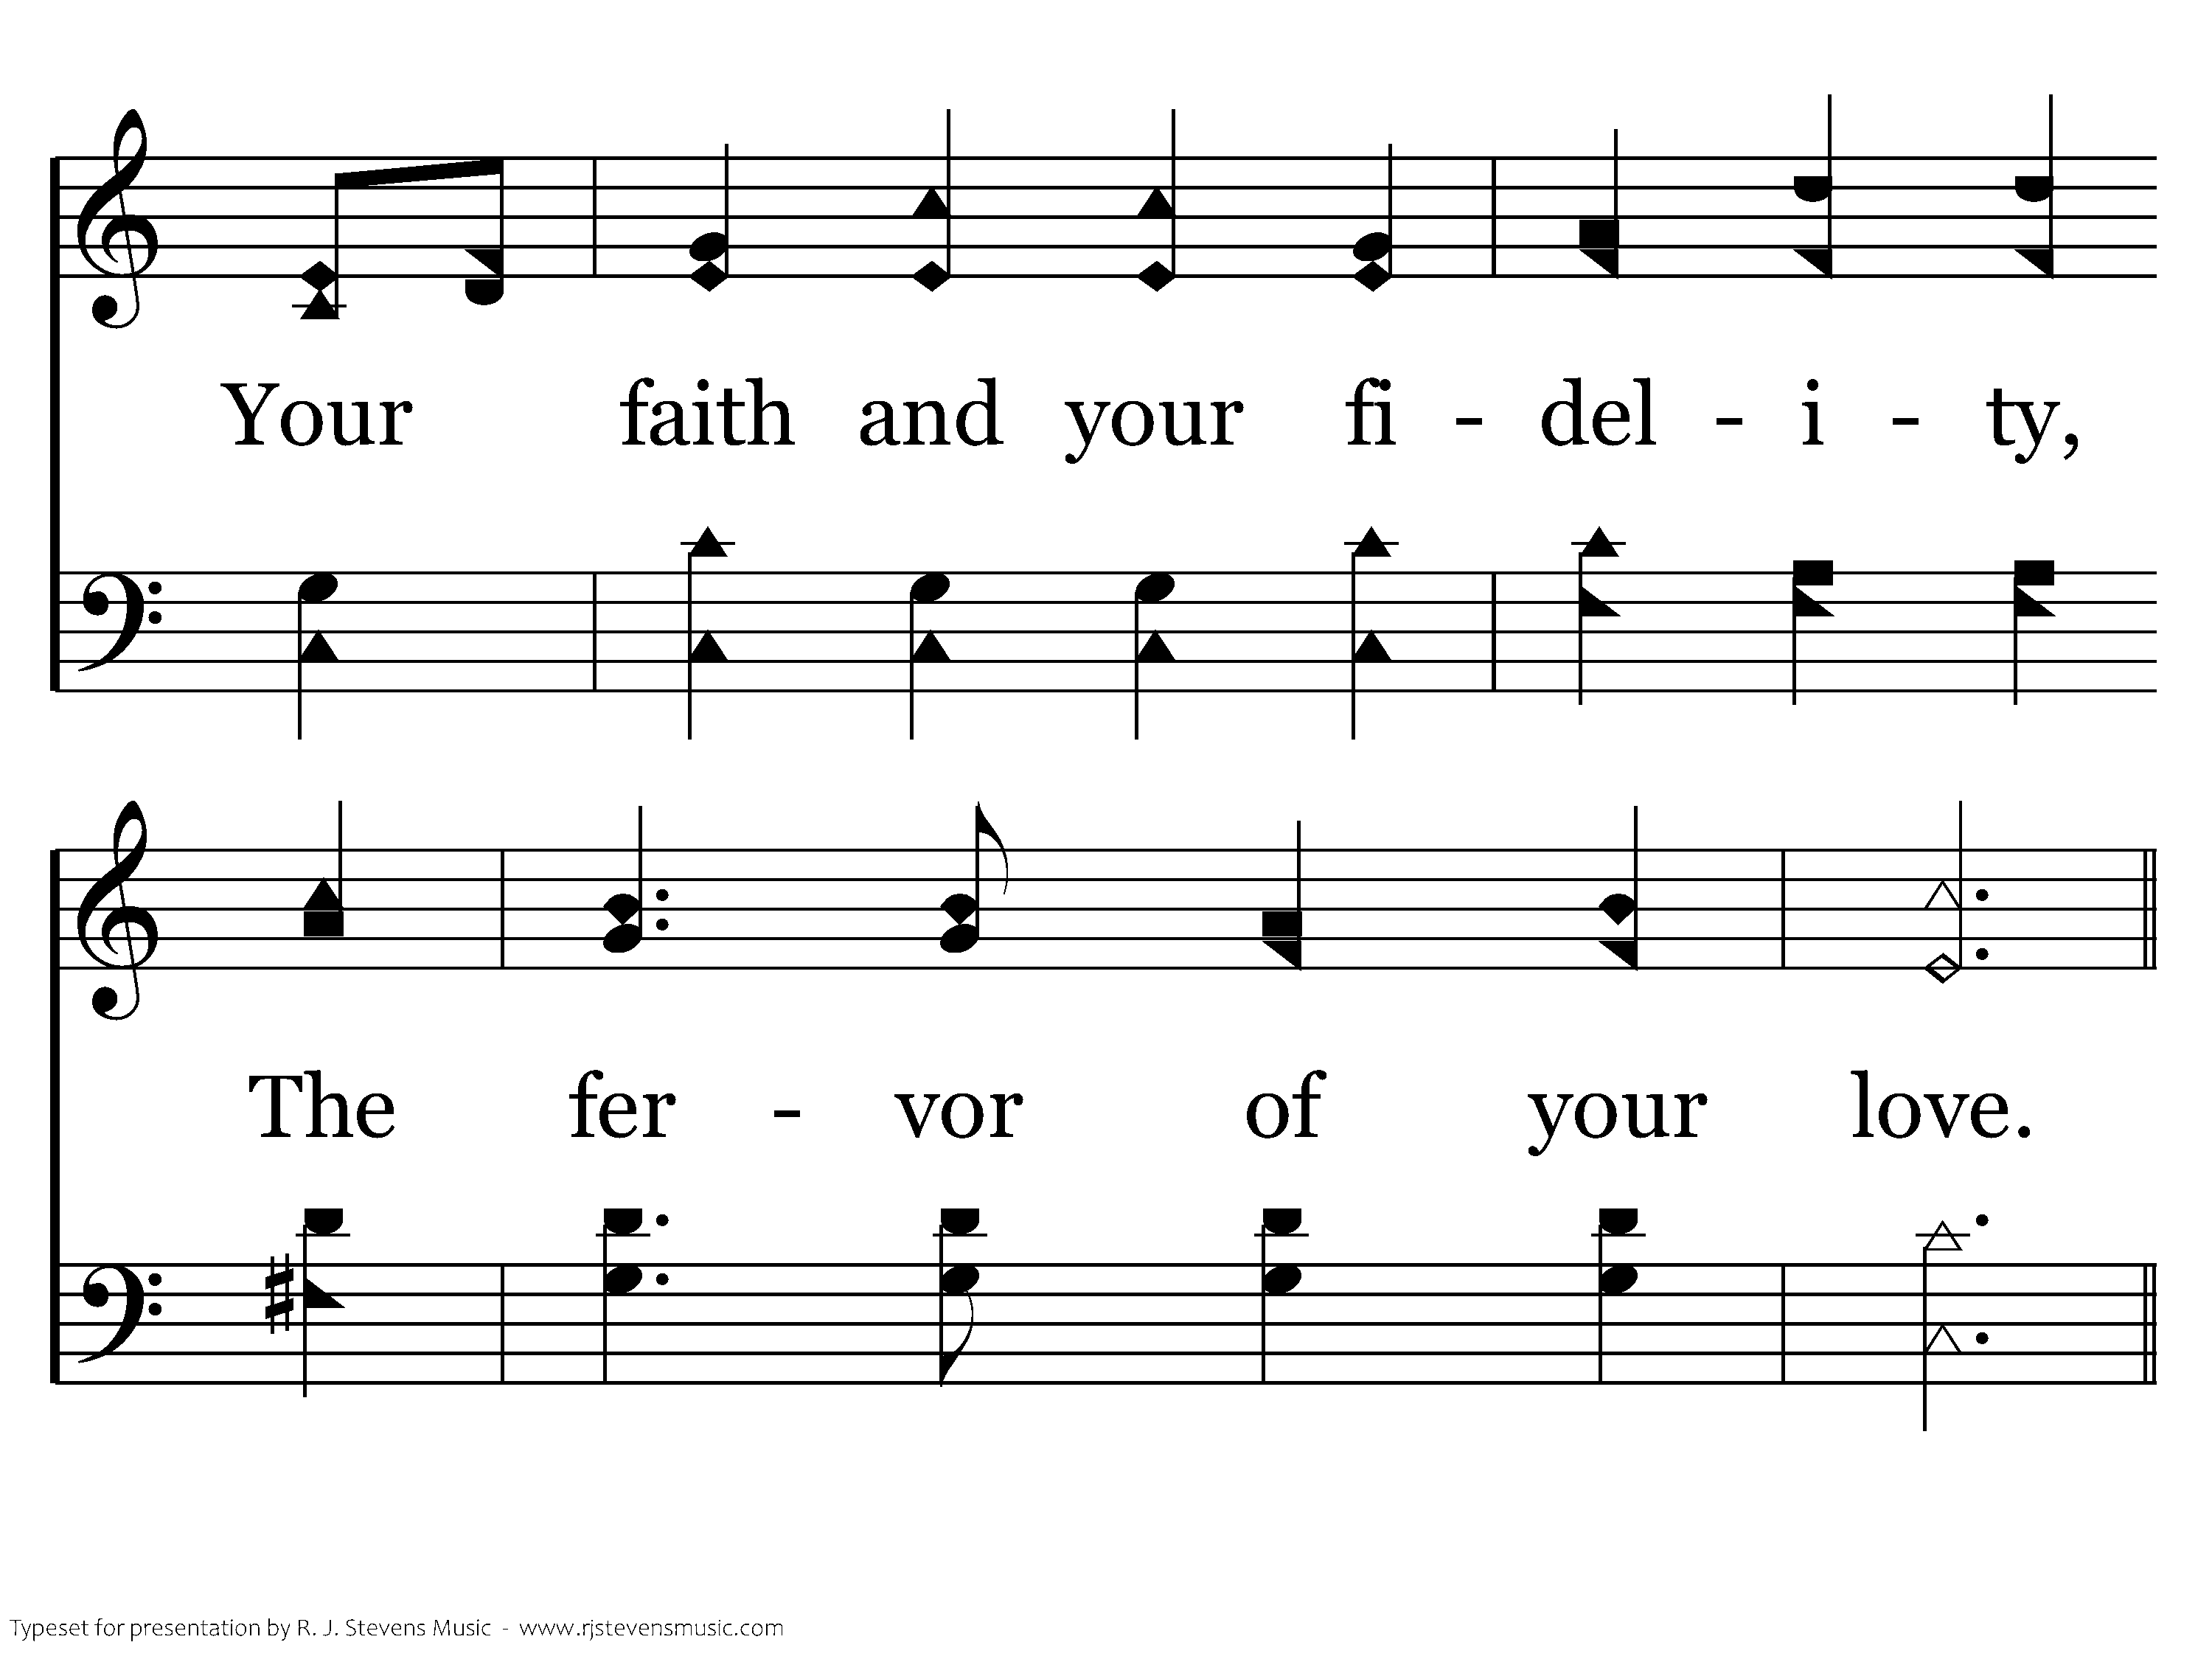 Your faith and your fi - del - i - ty,
The fer - vor of your love.
Typeset for presentation by R. J. Stevens Music - www.rjstevensmusic.com